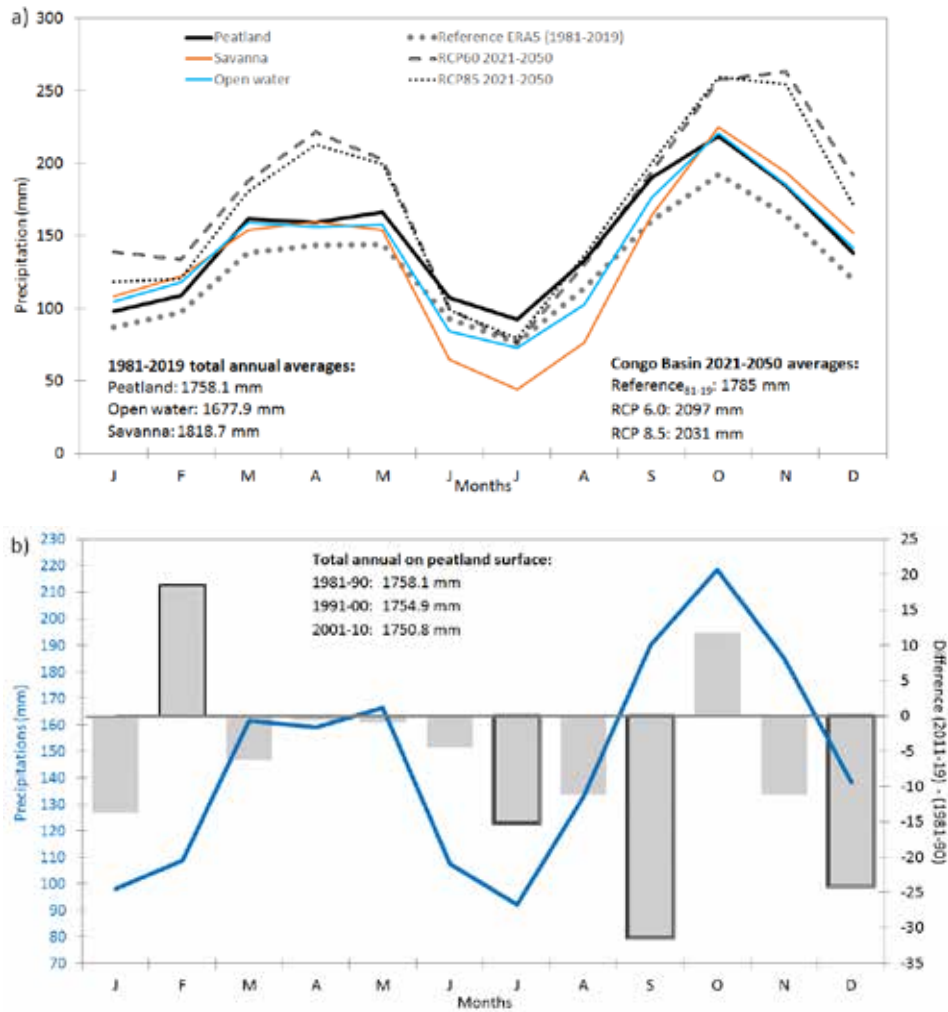 a)
300
250
200
150
100
50
0
Precipitation (mm)
Peatland
Savanna
Open water
Reference ERA5 (1981-2019)
RCP60 2021-2050
RCP85 2021-2050
1981-2019 total annual averages:
Peatland: 1758.1 mm
Open water: 1677.9 mm
Savanna: 1818.7 mm
Congo Basin 2021-2050 averages:
Reference81-19: 1785 mm
RCP 6.0: 2097 mm
RCP 8.5: 2031 mm
J F M A M J J A S O N D
Months
b)
230
220
210
200
190
180
170
160
150
140
130
120
110
100
90
80
70
Precipitations (mm)
Total annual on peatland surface:
1981-90: 1758.1 mm
1991-00: 1754.9 mm
2001-10: 1750.8 mm
25
20
15
10
5
0
-5
-10
-15
-20
-25
-30
-35
Difference (2011-19) - (1981-90)
J F M A M J J A S O N D
Months